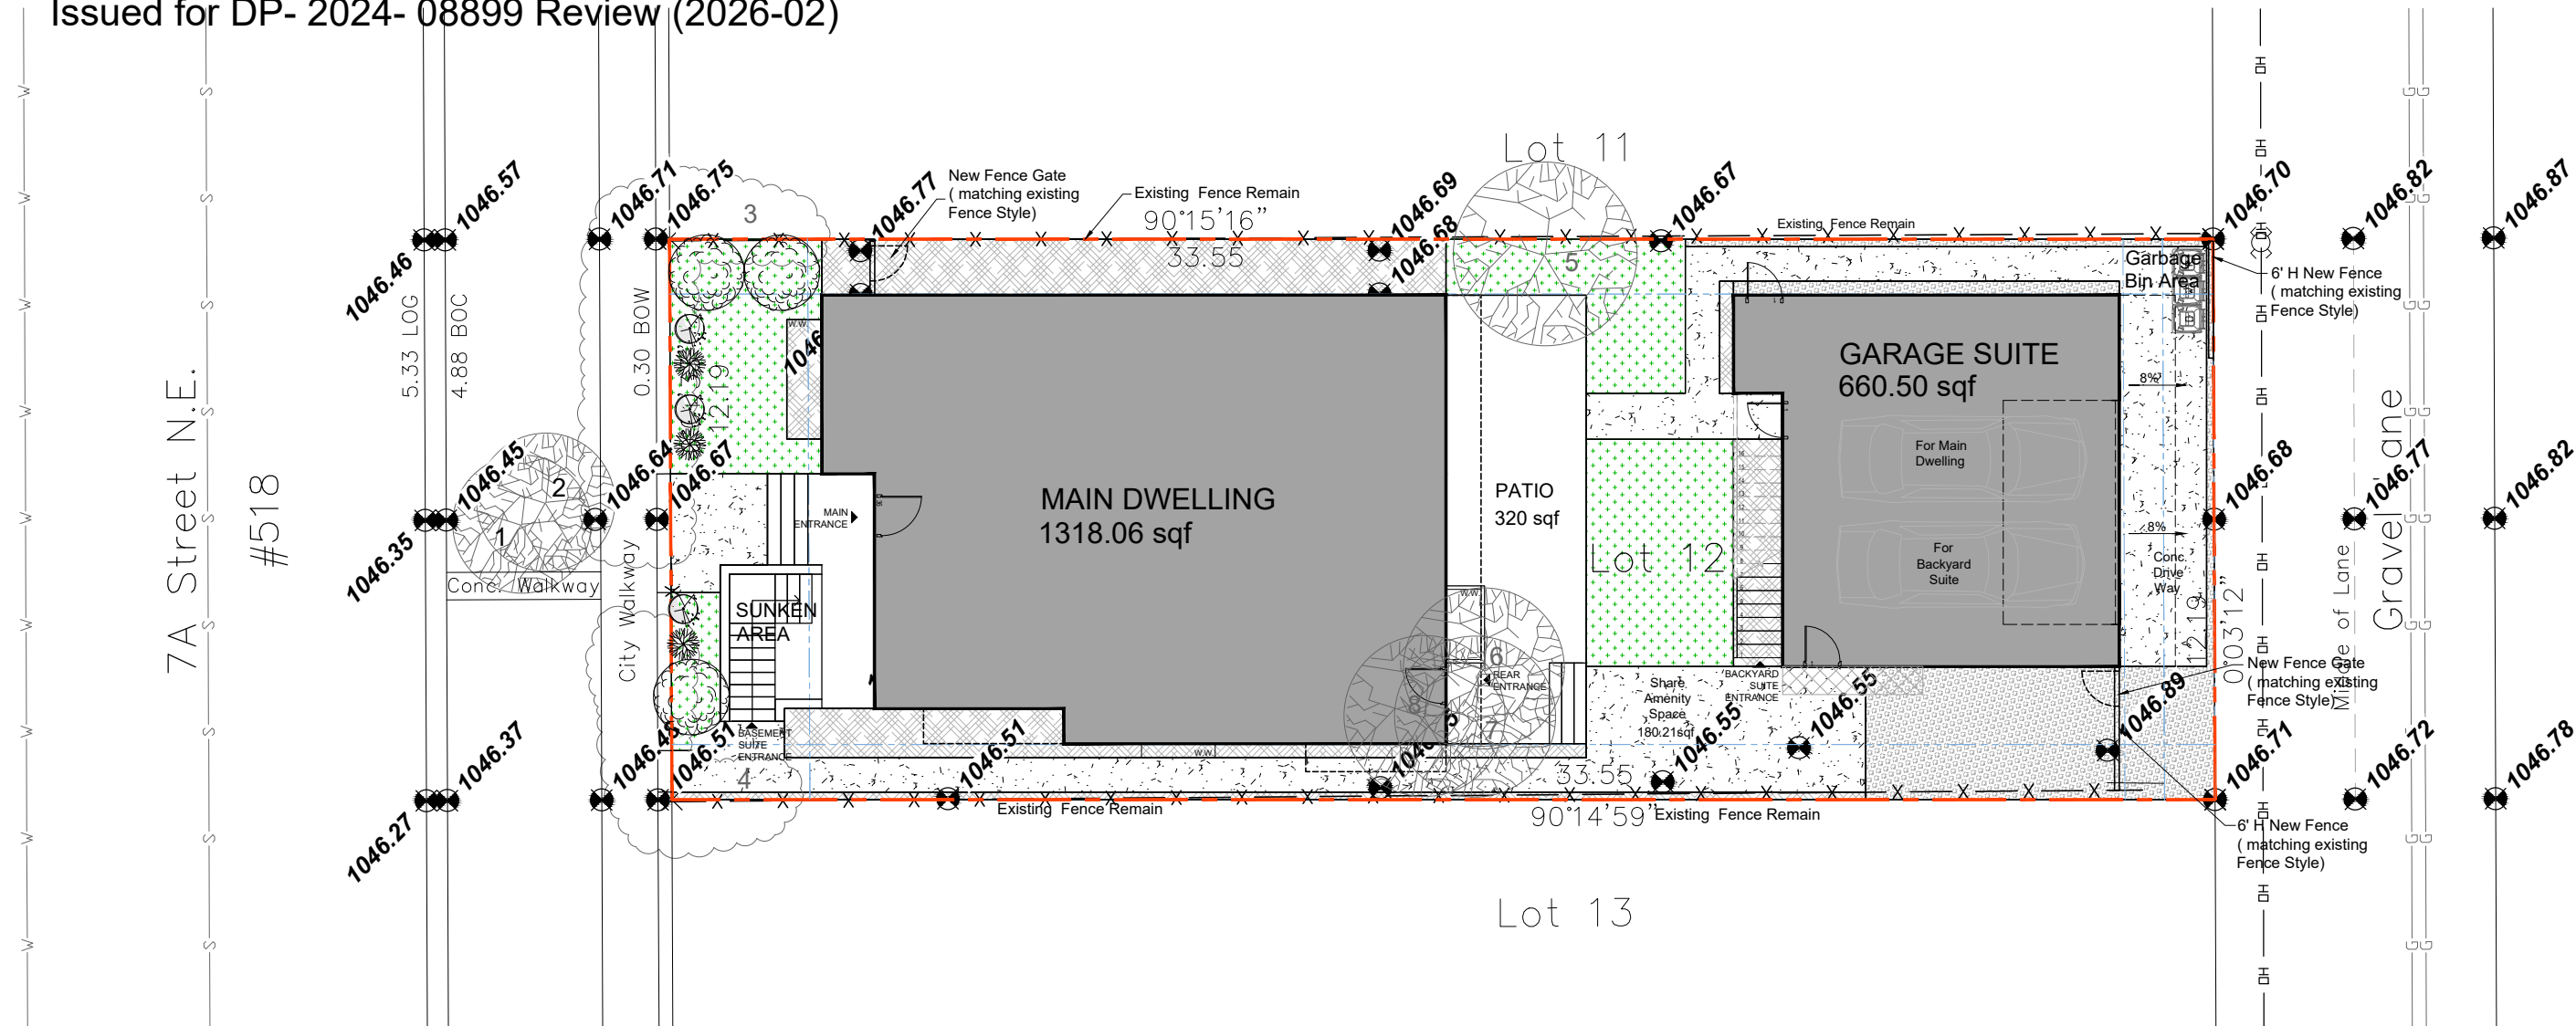 Issued for DP- 2024- 08899 Review (2026-02)
Lot 11
1046.57
1046.71
1046.75
3
1046.77
New Fence Gate
( matching existing
Fence Style)
Existing Fence Remain
90°15'16"
33.55
1046.69
1046.68
5
1046.67
Existing Fence Remain
1046.70
1046.82
1046.87
1046.46
5.33 LOG
4.88 BOC
0.30 BOW
12.19
W.W.
Garbage
Bin Area
6' H New Fence
( matching existing
Fence Style)
GARAGE SUITE
660.50 sqf
8%
7A Street N.E.
#518
1046.45
2
1
1046.64
1046.67
MAIN
ENTRANCE
MAIN DWELLING
1318.06 sqf
PATIO
320 sqf
Lot 12
For Main
Dwelling
For
Backyard
Suite
8%
Conc
Drive
Way
1046.68
1046.77
1046.82
Gravel Lane
Middle of Lane
1046.35
Conc. Walkway
City Walkway
SUNKEN
AREA
W.W.
6
REAR
ENTRANCE
8
7
Share
Amenity
Space
180.21sqf
BACKYARD
SUITE
ENTRANCE
1046.55
1046.55
1046.89
12.19
0°03'12"
New Fence Gate
( matching existing
Fence Style)
1046.37
1046.48
1046.51
BASEMENT
SUITE
ENTRANCE
4
1046.51
W.W.
33.55
1046.71
1046.72
1046.78
1046.27
Existing Fence Remain
90°14'59"
Existing Fence Remain
6' H New Fence
( matching existing
Fence Style)
Lot 13